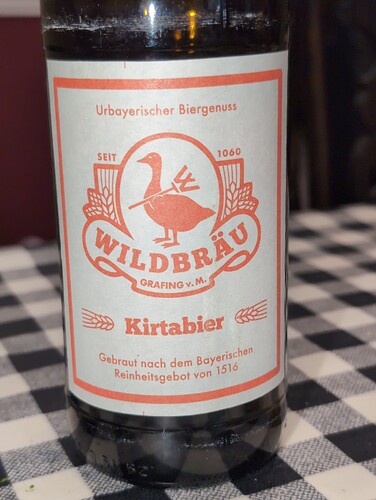 Urbayerischer Biergenuss
SEIT 1060
WILDBRÄU
GRAFING v. M.
Kirtabier
Gebraut nach dem Bayerischen
Reinheitsgebot von 1516